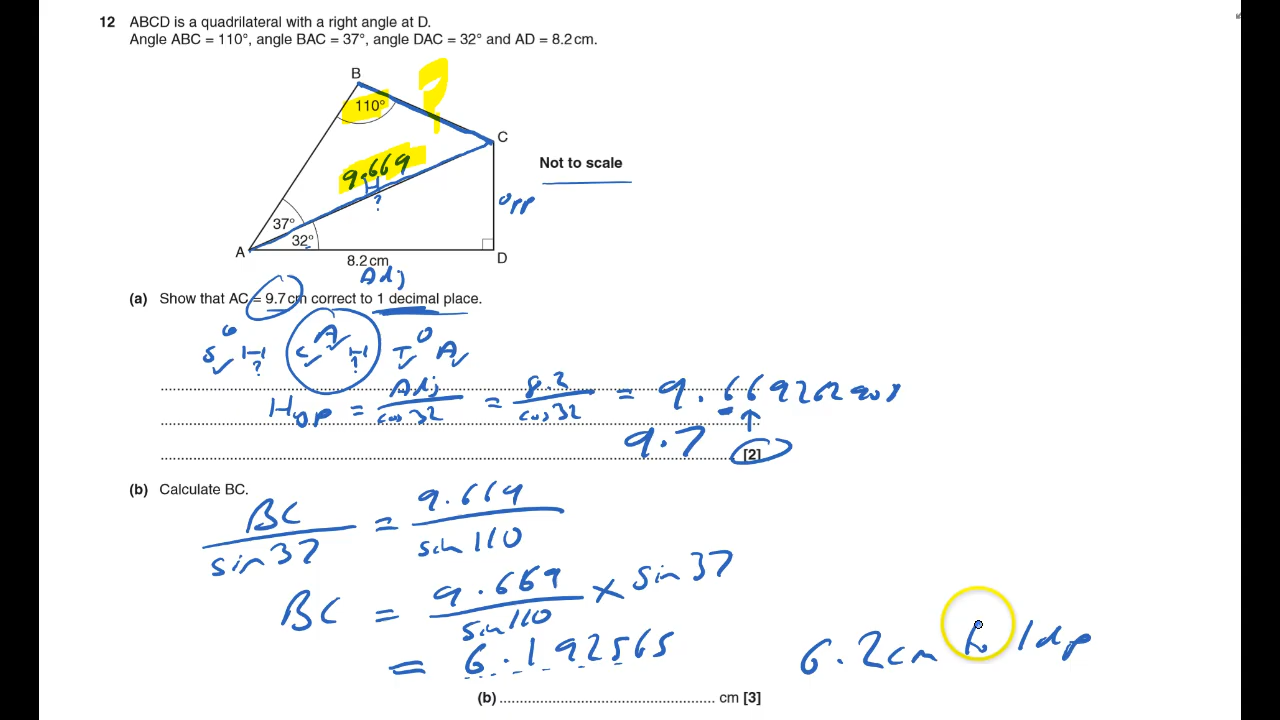 12 ABCD is a quadrilateral with a right angle at D.
Angle ABC = 110°, angle BAC = 37°, angle DAC = 32° and AD = 8.2 cm.
B
?
110°
C
9.669
Not to scale
H
?
opp
37°
32°
A
8.2 cm
D
Adj
(a) Show that AC = 9.7 cm correct to 1 decimal place.
O A O
S H C H T A
? ?
Hyp = Adj / cos 32 = 8.2 / cos 32 = 9.66926290
9.7 [2]
(b) Calculate BC.
BC / sin 37 = 9.669 / sin 110
BC = 9.669 / sin 110 × sin 37
= 6.192565
6.2 cm to 1dp
(b) ............ cm [3]